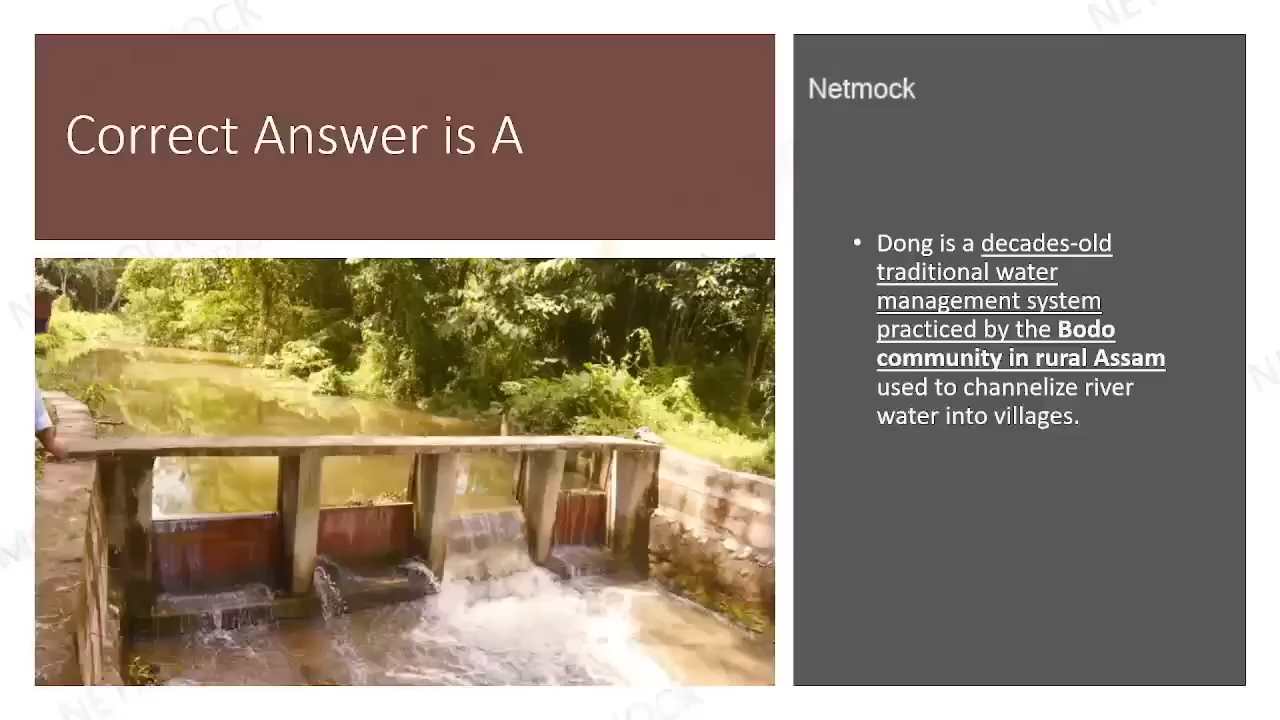 Correct Answer is A
Netmock
• Dong is a decades-old
traditional water
management system
practiced by the Bodo
community in rural Assam
used to channelize river
water into villages.